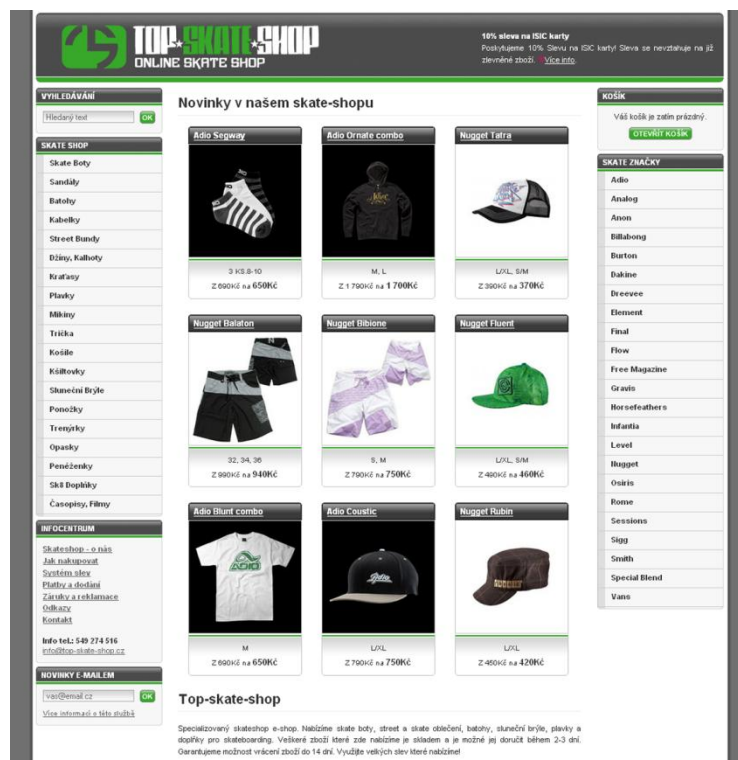 TOP★SKATE★SHOP
ONLINE SKATE SHOP
10% sleva na ISIC karty
Poskytujeme 10% Slevu na ISIC karty! Sleva se nevztahuje na již
zlevněné zboží. Více info.
VYHLEDÁVÁNÍ
Hledaný text OK
SKATE SHOP
Skate Boty
Sandály
Batohy
Kabelky
Street Bundy
Džíny, Kalhoty
Kraťasy
Plavky
Mikiny
Trička
Košile
Kšiltovky
Sluneční Brýle
Ponožky
Trenýrky
Opasky
Peněženky
Sk8 Doplňky
Časopisy, Filmy
INFOCENTRUM
Skateshop - o nás
Jak nakupovat
Systém slev
Platby a dodání
Záruky a reklamace
Odkazy
Kontakt
Info tel.: 549 274 516
info@top-skate-shop.cz
NOVINKY E-MAILEM
vas@email.cz OK
Více informací o této službě
Novinky v našem skate-shopu
Adio Segway
3 KS.8-10
Z 690Kč na 650Kč
Adio Ornate combo
M, L
Z 1 790Kč na 1 700Kč
Nugget Tatra
L/XL, S/M
Z 390Kč na 370Kč
Nugget Balaton
32, 34, 36
Z 990Kč na 940Kč
Nugget Bibione
S, M
Z 790Kč na 750Kč
Nugget Fluent
L/XL, S/M
Z 480Kč na 460Kč
Adio Blunt combo
ADIO
M
Z 690Kč na 650Kč
Adio Coustic
Adio
L/XL
Z 790Kč na 750Kč
Nugget Rubin
L/XL
Z 450Kč na 420Kč
Top-skate-shop
Specializovaný skateshop e-shop. Nabízíme skate boty, street a skate oblečení, batohy, sluneční brýle, plavky a
doplňky pro skateboarding. Veškeré zboží které zde nabízíme je skladem a je možné jej doručit během 2-3 dní.
Garantujeme možnost vrácení zboží do 14 dní. Využijte velkých slev které nabízíme!
KOŠÍK
Váš košík je zatím prázdný.
OTEVŘÍT KOŠÍK
SKATE ZNAČKY
Adio
Analog
Anon
Billabong
Burton
Dakine
Dreevee
Element
Final
Flow
Free Magazine
Gravis
Horsefeathers
Infantia
Level
Nugget
Osiris
Rome
Sessions
Sigg
Smith
Special Blend
Vans